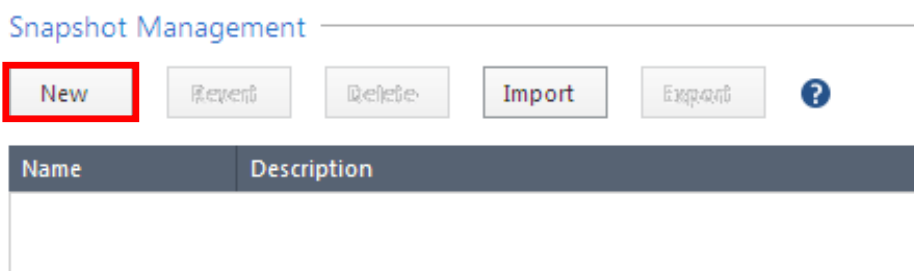 Snapshot Management
New Revert Delete Import Export ?
Name Description